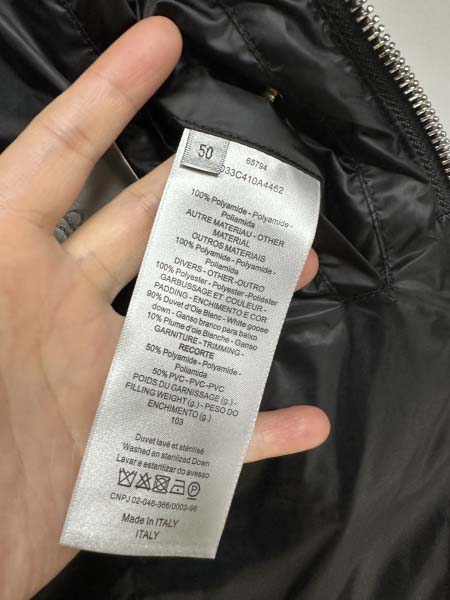 50
65794
D33C410A4462
100% Polyamide - Polyamide -
Poliamida
AUTRE MATERIAU - OTHER
MATERIAL
OUTROS MATERIAIS
100% Polyamide - Polyamide -
Poliamida
DIVERS - OTHER - OUTRO
100% Polyester - Polyester - Poliéster
GARBUSSAGE ET COULEUR -
PADDING - ENCHIMENTO E COR
90% Duvet d'Oie Blanc - White goose
down - Ganso branco para baixo
10% Plume d'oie Blanche - Ganso
GARNITURE - TRIMMING -
RECORTE
50% Polyamide - Polyamide -
Poliamida
50% PVC - PVC - PVC
POIDS DU GARNISSAGE (g.) -
FILLING WEIGHT (g.) - PESO DO
ENCHIMENTO (g.)
103
Duvet lavé et stérilisé
Washed an sterilized Down
Lavar e esterilizar do avesso
CNPJ 02-046-366/0003-96
Made In ITALY
ITALY